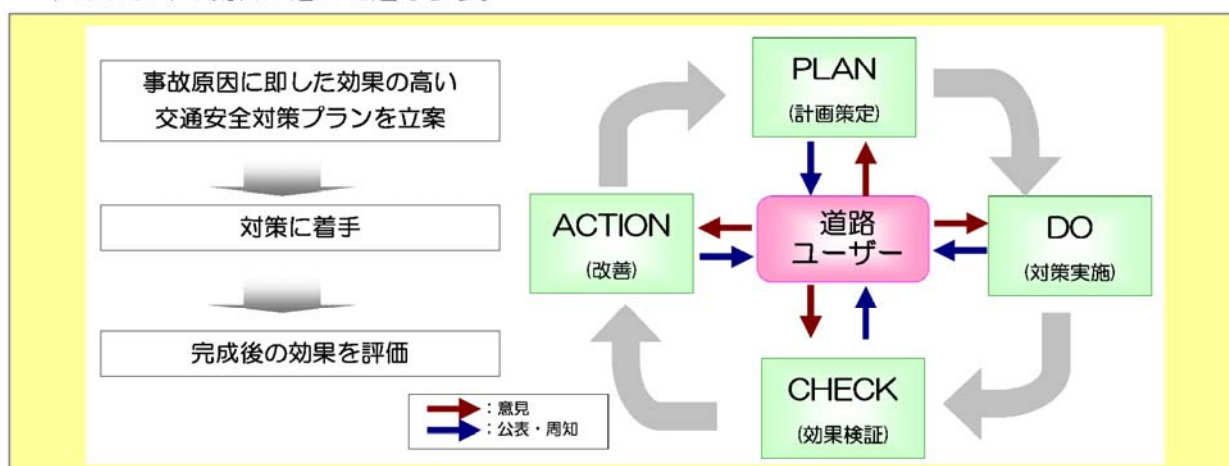 事故原因に即した効果の高い
交通安全対策プランを立案
対策に着手
完成後の効果を評価
PLAN
(計画策定)
ACTION
(改善)
道路
ユーザー
DO
(対策実施)
CHECK
(効果検証)
：意見
：公表・周知